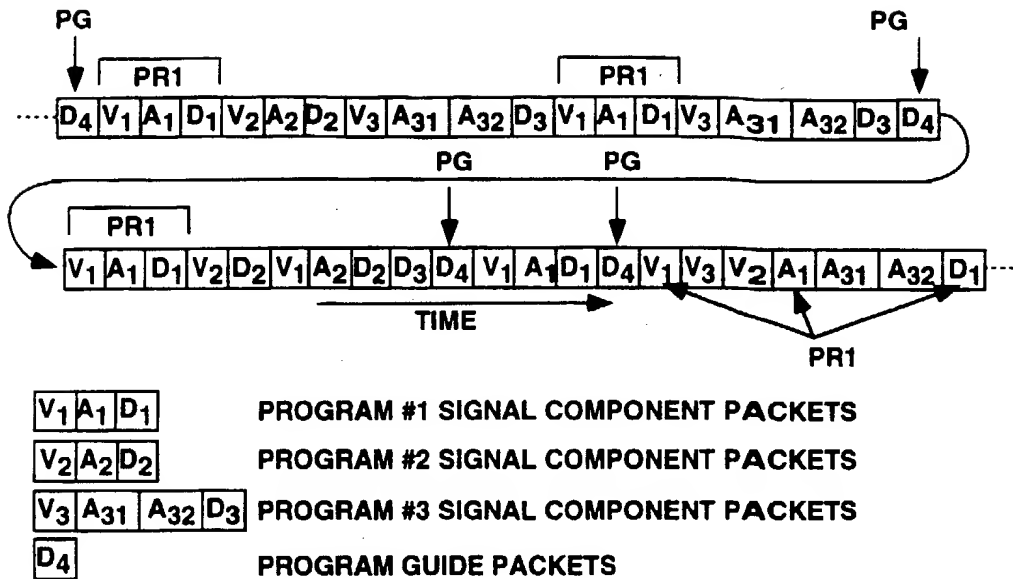 PG PG
PR1 PR1
D4 V1 A1 D1 V2 A2 D2 V3 A31 A32 D3 V1 A1 D1 V3 A31 A32 D3 D4
PG PG
PR1
V1 A1 D1 V2 D2 V1 A2 D2 D3 D4 V1 A1 D1 D4 V1 V3 V2 A1 A31 A32 D1
TIME
PR1
V1 A1 D1 PROGRAM #1 SIGNAL COMPONENT PACKETS
V2 A2 D2 PROGRAM #2 SIGNAL COMPONENT PACKETS
V3 A31 A32 D3 PROGRAM #3 SIGNAL COMPONENT PACKETS
D4 PROGRAM GUIDE PACKETS